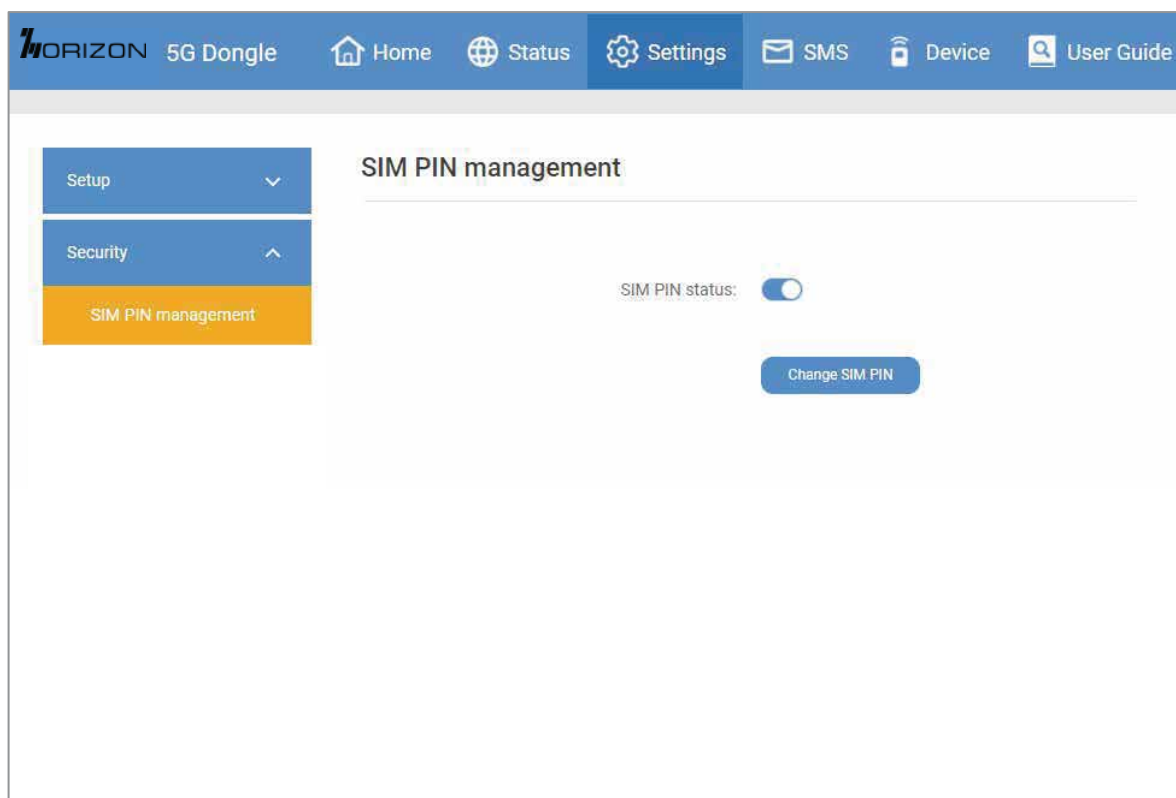 HORIZON 5G Dongle Home Status Settings SMS Device User Guide
Setup
Security
SIM PIN management
SIM PIN management
SIM PIN status:
Change SIM PIN